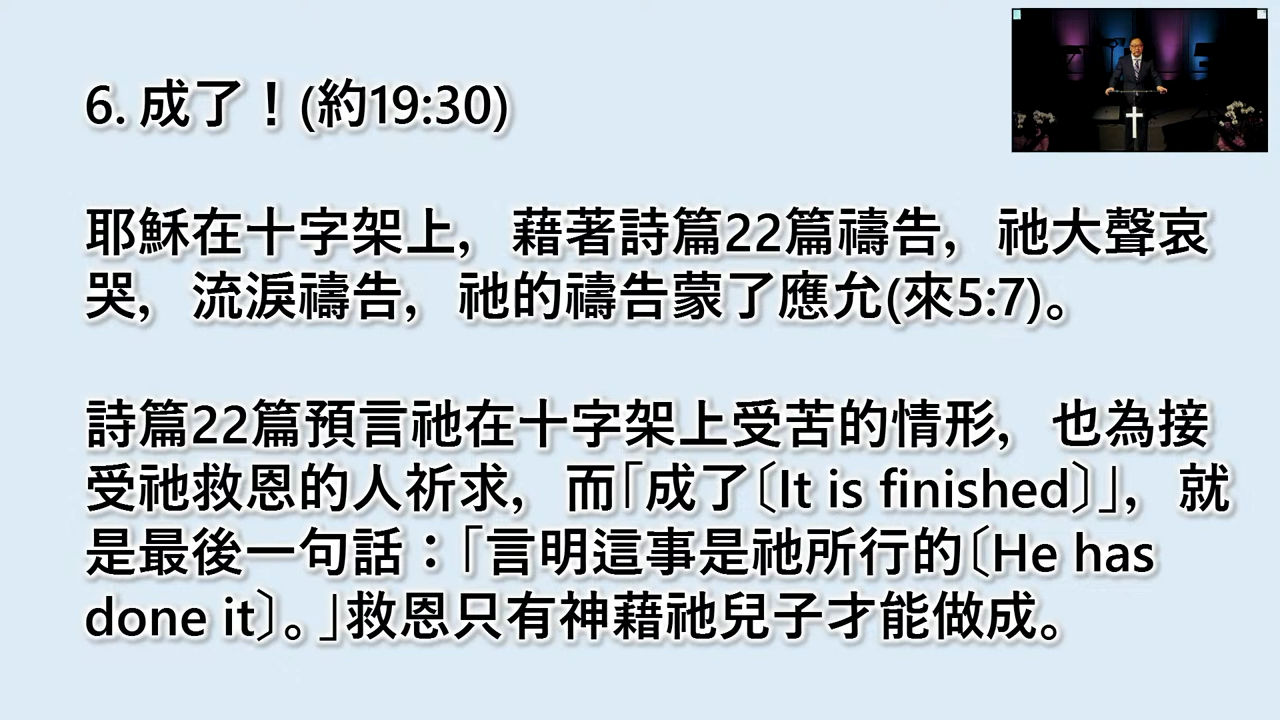 6. 成了！(約19:30)
耶穌在十字架上，藉著詩篇22篇禱告，祂大聲哀
哭，流淚禱告，祂的禱告蒙了應允(來5:7)。
詩篇22篇預言祂在十字架上受苦的情形，也為接
受祂救恩的人祈求，而「成了〔It is finished〕」，就
是最後一句話：「言明這事是祂所行的〔He has
done it〕。」救恩只有神藉祂兒子才能做成。